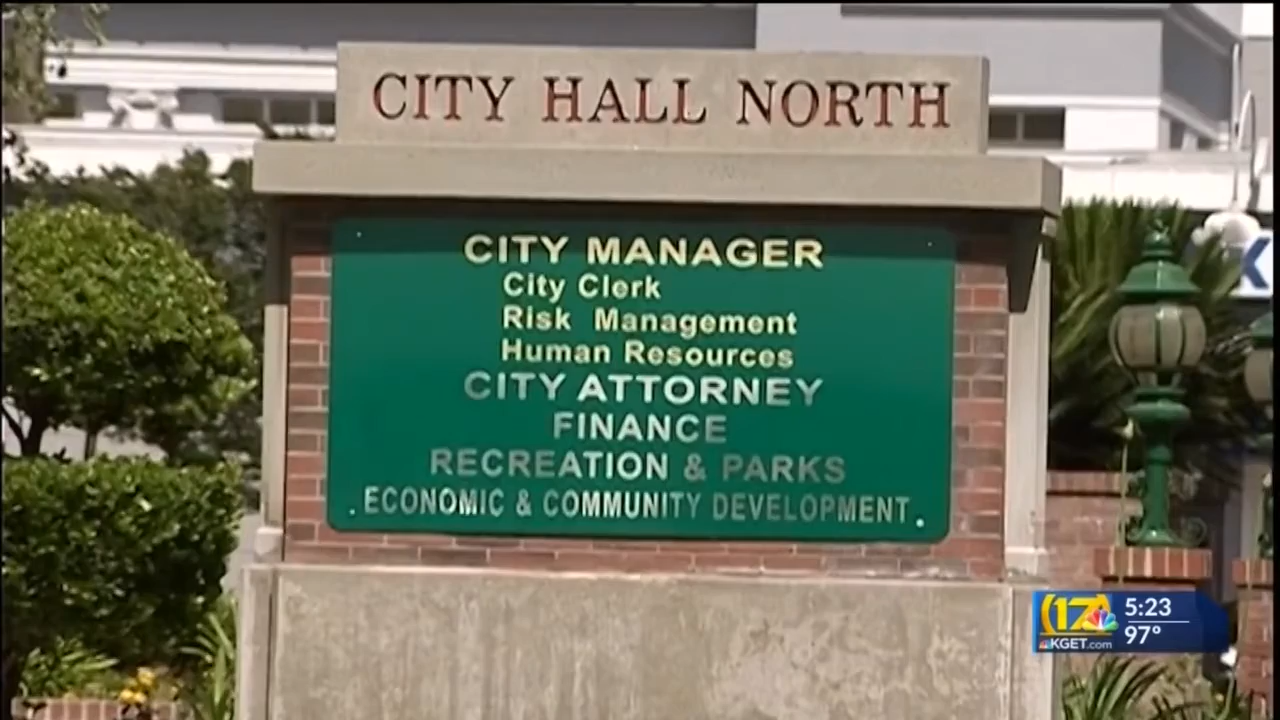 CITY HALL NORTH
CITY MANAGER
City Clerk
Risk Management
Human Resources
CITY ATTORNEY
FINANCE
RECREATION & PARKS
ECONOMIC & COMMUNITY DEVELOPMENT
K
17
KGET.com
5:23
97°